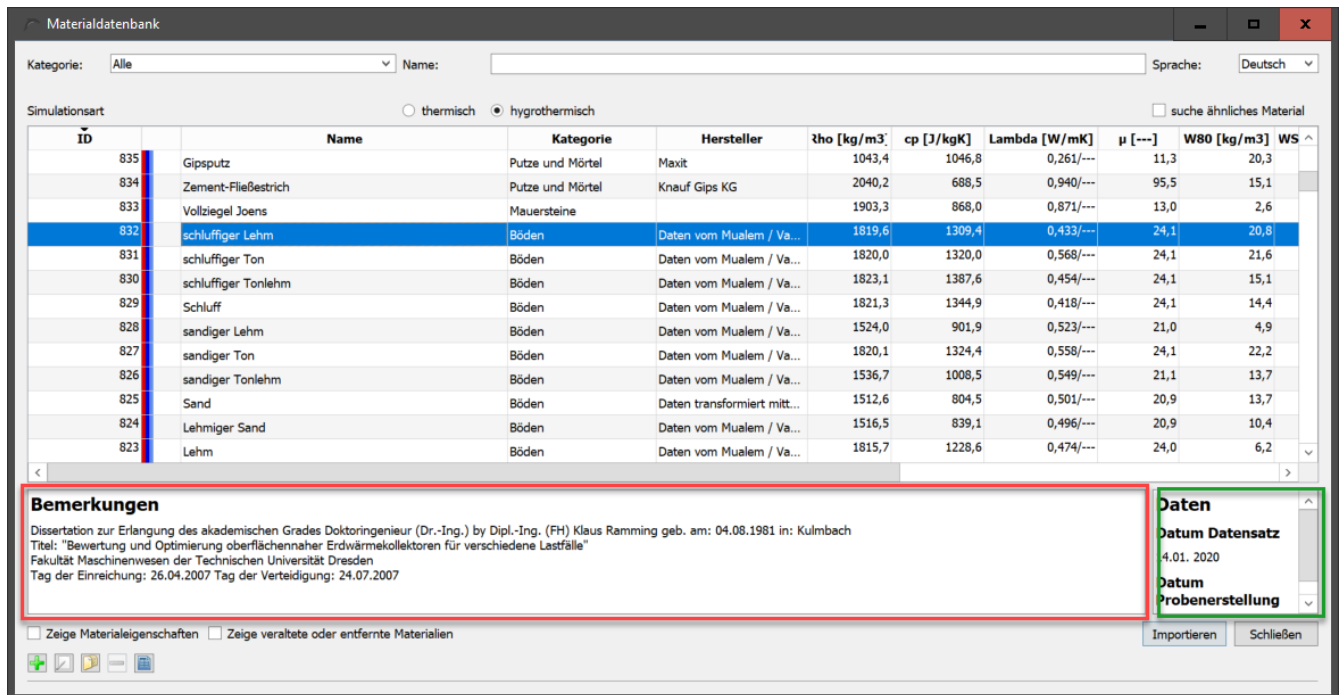 Materialdatenbank
Kategorie: Alle Name: Sprache: Deutsch
Simulationsart thermisch hygrothermisch suche ähnliches Material
ID Name Kategorie Hersteller Rho [kg/m3] cp [J/kgK] Lambda [W/mK] μ [---] W80 [kg/m3] WS
835 Gipsputz Putze und Mörtel Maxit 1043,4 1046,8 0,261/--- 11,3 20,3
834 Zement-Fließestrich Putze und Mörtel Knauf Gips KG 2040,2 688,5 0,940/--- 95,5 15,1
833 Vollziegel Joens Mauersteine 1903,3 868,0 0,871/--- 13,0 2,6
832 schluffiger Lehm Böden Daten vom Mualem / Va... 1819,6 1309,4 0,433/--- 24,1 20,8
831 schluffiger Ton Böden Daten vom Mualem / Va... 1820,0 1320,0 0,568/--- 24,1 21,6
830 schluffiger Tonlehm Böden Daten vom Mualem / Va... 1823,1 1387,6 0,454/--- 24,1 15,1
829 Schluff Böden Daten vom Mualem / Va... 1821,3 1344,9 0,418/--- 24,1 14,4
828 sandiger Lehm Böden Daten vom Mualem / Va... 1524,0 901,9 0,523/--- 21,0 4,9
827 sandiger Ton Böden Daten vom Mualem / Va... 1820,1 1324,4 0,558/--- 24,1 22,2
826 sandiger Tonlehm Böden Daten vom Mualem / Va... 1536,7 1008,5 0,549/--- 21,1 13,7
825 Sand Böden Daten transformiert mitt... 1512,6 804,5 0,501/--- 20,9 13,7
824 Lehmiger Sand Böden Daten vom Mualem / Va... 1516,5 839,1 0,496/--- 20,9 10,4
823 Lehm Böden Daten vom Mualem / Va... 1815,7 1228,6 0,474/--- 24,0 6,2
Bemerkungen
Dissertation zur Erlangung des akademischen Grades Doktoringenieur (Dr.-Ing.) by Dipl.-Ing. (FH) Klaus Ramming geb. am: 04.08.1981 in: Kulmbach
Titel: "Bewertung und Optimierung oberflächennaher Erdwärmekollektoren für verschiedene Lastfälle"
Fakultät Maschinenwesen der Technischen Universität Dresden
Tag der Einreichung: 26.04.2007 Tag der Verteidigung: 24.07.2007
Daten
Datum Datensatz
14.01. 2020
Datum
Probenerstellung
Zeige Materialeigenschaften Zeige veraltete oder entfernte Materialien Importieren Schließen